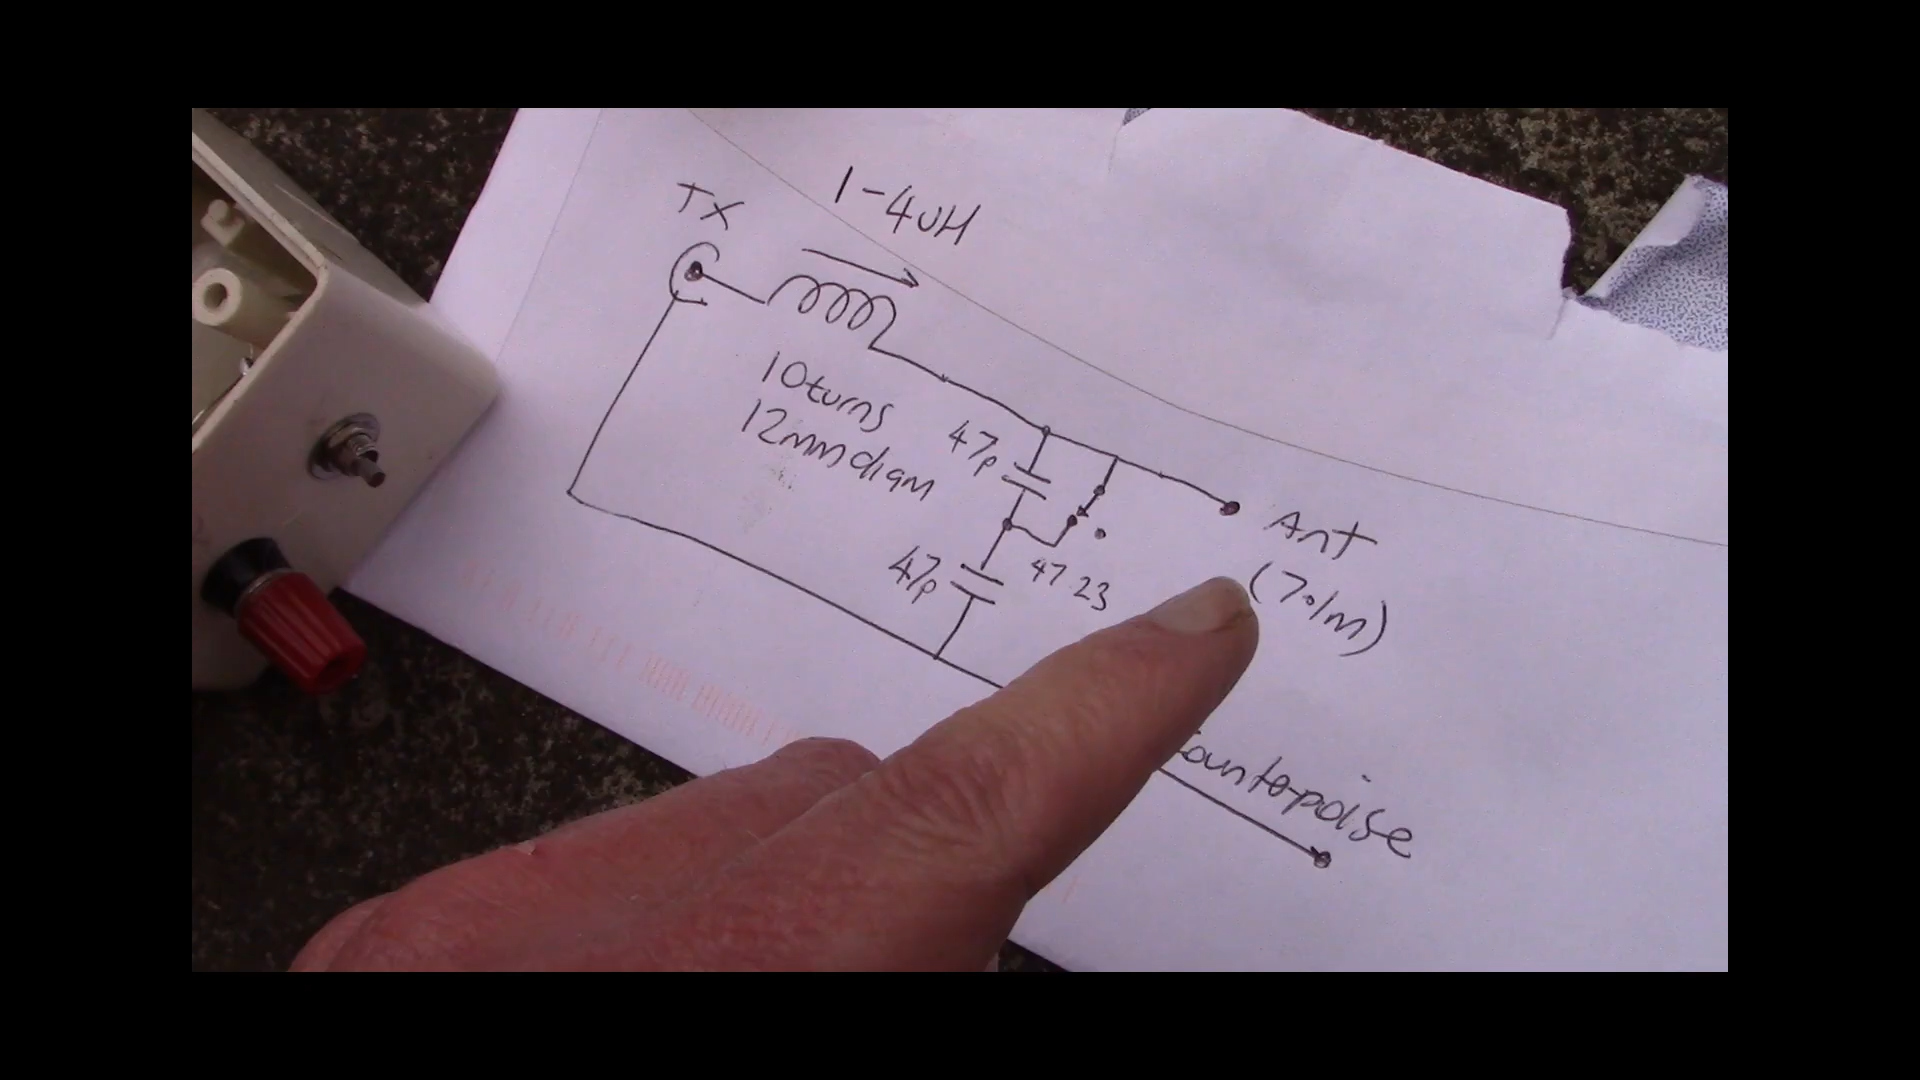 TX
1-4uH
10turns
12mm diam
47p
47p
47 23
Ant
(7.1m)
Counterpoise